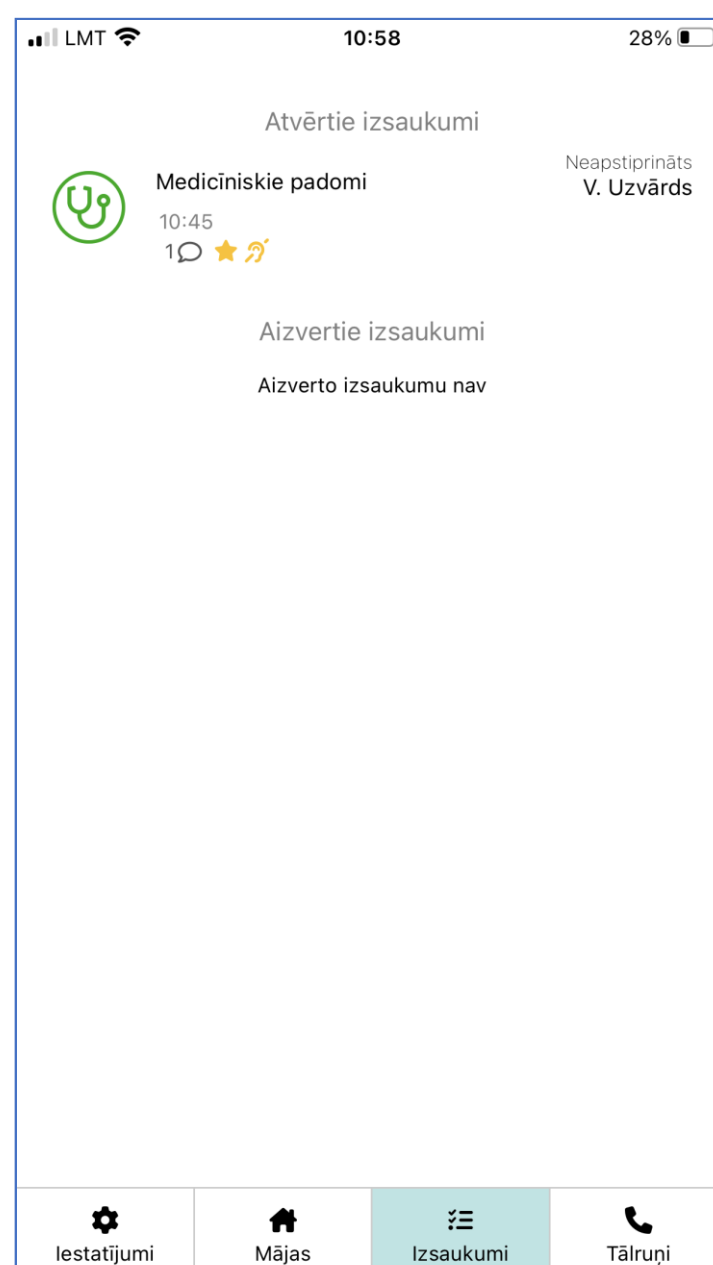 LMT 10:58 28%
Atvērtie izsaukumi
Neapstiprināts
Medicīniskie padomi V. Uzvārds
10:45
1
Aizvertie izsaukumi
Aizverto izsaukumu nav
Iestatījumi Mājas Izsaukumi Tālruņi